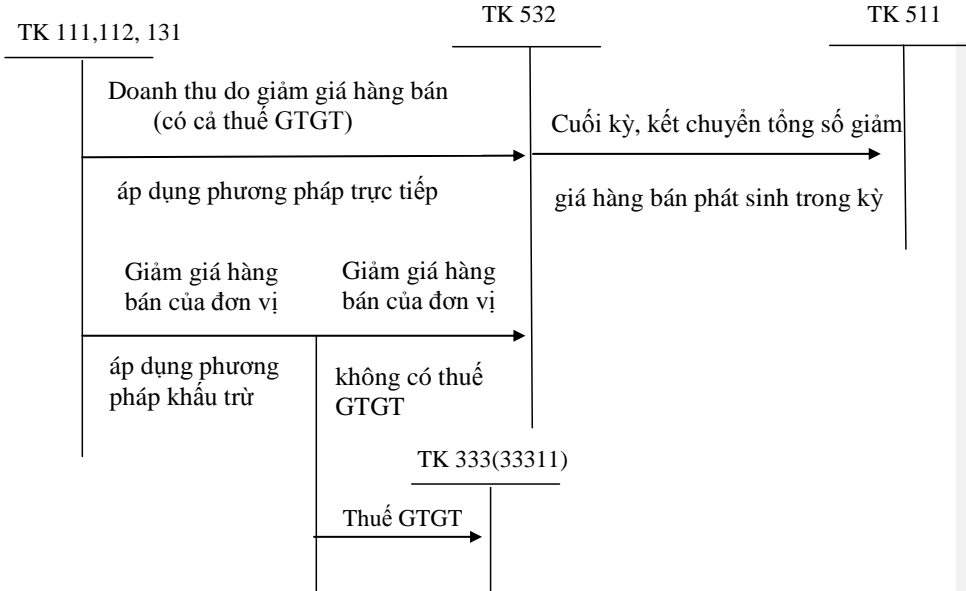 TK 111,112, 131
TK 532
TK 511
Doanh thu do giảm giá hàng bán
(có cả thuế GTGT)
áp dụng phương pháp trực tiếp
Cuối kỳ, kết chuyển tổng số giảm
giá hàng bán phát sinh trong kỳ
Giảm giá hàng
bán của đơn vị
áp dụng phương
pháp khấu trừ
Giảm giá hàng
bán của đơn vị
không có thuế
GTGT
TK 333(33311)
Thuế GTGT